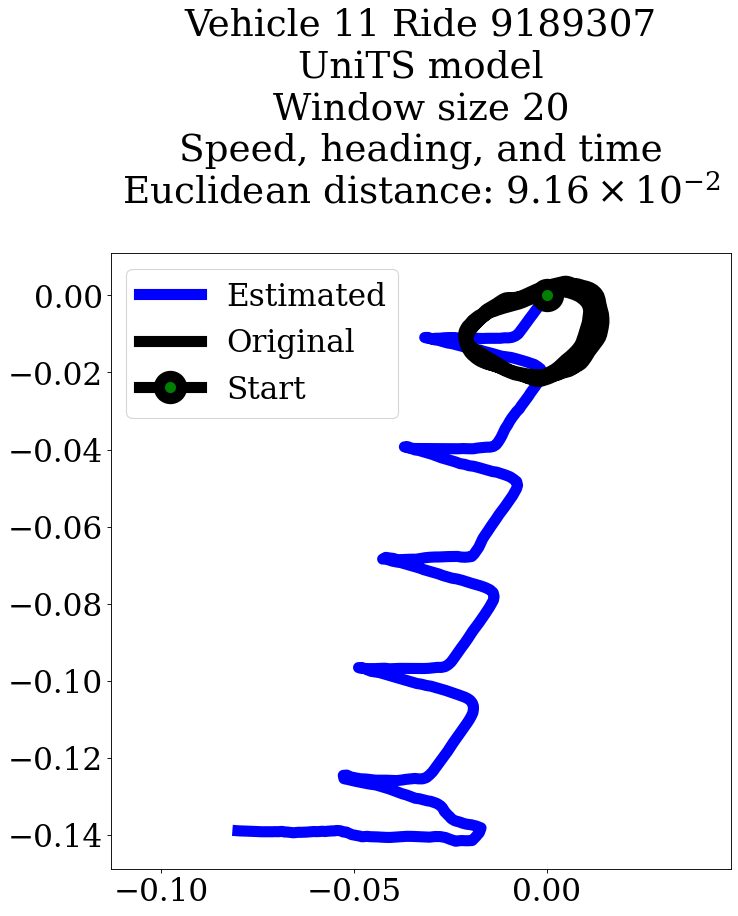 Vehicle 11 Ride 9189307
UniTS model
Window size 20
Speed, heading, and time
Euclidean distance: 9.16 × 10⁻²
Estimated
Original
Start
0.00
−0.02
−0.04
−0.06
−0.08
−0.10
−0.12
−0.14
−0.10 −0.05 0.00